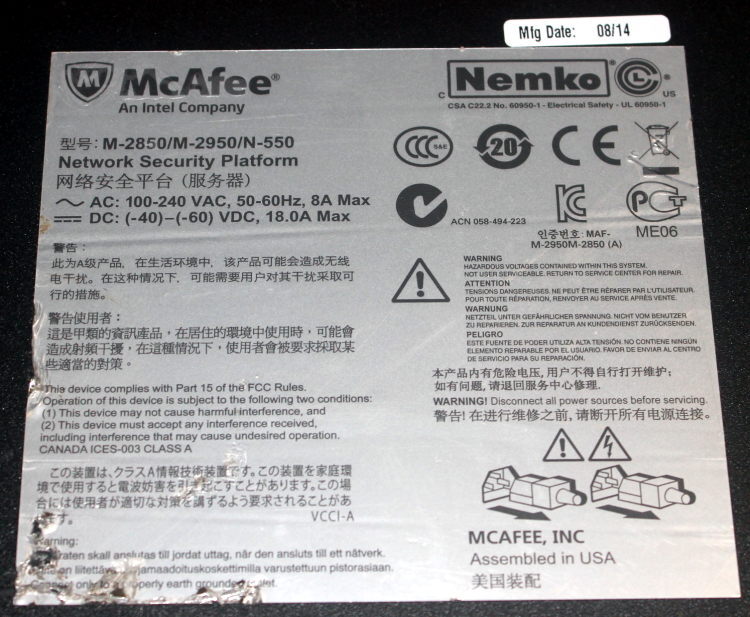 Mfg Date: 08/14
McAfee®
An Intel Company
型号: M-2850/M-2950/N-550
Network Security Platform
网络安全平台 (服务器)
AC: 100-240 VAC, 50-60Hz, 8A Max
DC: (-40)–(-60) VDC, 18.0A Max
警告:
此为A级产品，在生活环境中，该产品可能会造成无线
电干扰。在这种情况下，可能需要用户对其干扰采取可
行的措施。
警告使用者:
這是甲類的資訊產品，在居住的環境中使用時，可能會
造成射頻干擾，在這種情況下，使用者會被要求採取某
些適當的對策。
This device complies with Part 15 of the FCC Rules.
Operation of this device is subject to the following two conditions:
(1) This device may not cause harmful interference, and
(2) This device must accept any interference received,
including interference that may cause undesired operation.
CANADA ICES-003 CLASS A
この装置は、クラスA情報技術装置です。この装置を家庭環
境で使用すると電波妨害を引き起こすことがあります。この場
合には使用者が適切な対策を講ずるよう要求されることがあ
ります。 VCCI-A
raten skall anslutas till jordat uttag, när den ansluts till ett nätverk.
on liitettävä suojamaadoituskoskettimilla varustettuun pistorasiaan.
Connect only to a properly earth grounded outlet.
C Nemko CL US
CSA C22.2 No. 60950-1 - Electrical Safety - UL 60950-1
CCC S&E
20
CE
ACN 058-494-223
인증번호: MAF-
M-2950M-2850 (A)
ME06
WARNING
HAZARDOUS VOLTAGES CONTAINED WITHIN THIS SYSTEM.
NOT USER SERVICEABLE. RETURN TO SERVICE CENTER FOR REPAIR.
ATTENTION
TENSIONS DANGEREUSES. NE PEUT ÊTRE RÉPARER PAR L'UTILISATEUR.
POUR TOUTE RÉPARATION, RENVOYER AU SERVICE APRÈS VENTE.
WARNUNG
NETZTEIL UNTER GEFÄHRLICHER SPANNUNG. NICHT VOM BENUTZER
ZU REPARIEREN. ZUR REPARATUR AN KUNDENDIENST ZURÜCKSENDEN.
PELIGRO
ESTE FUENTE DE PODER UTILIZA ALTA TENSIÓN. NO CONTIENE NINGÚN
ELEMENTO REPARABLE POR EL USUARIO. FAVOR DE ENVIAR AL CENTRO
DE SERVICIO PARA SU REPARACIÓN.
本产品内有危险电压, 用户不得自行打开维护;
如有问题, 请退回服务中心修理.
WARNING! Disconnect all power sources before servicing.
警告! 在进行维修之前, 请断开所有电源连接。
MCAFEE, INC
Assembled in USA
美国装配